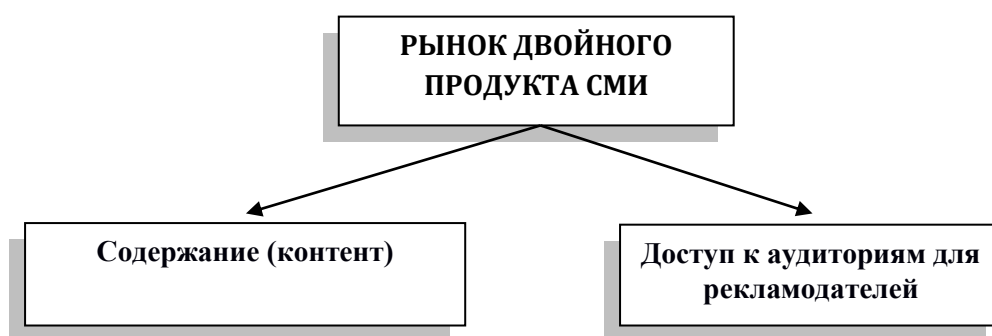 РЫНОК ДВОЙНОГО
ПРОДУКТА СМИ
Содержание (контент)
Доступ к аудиториям для
рекламодателей